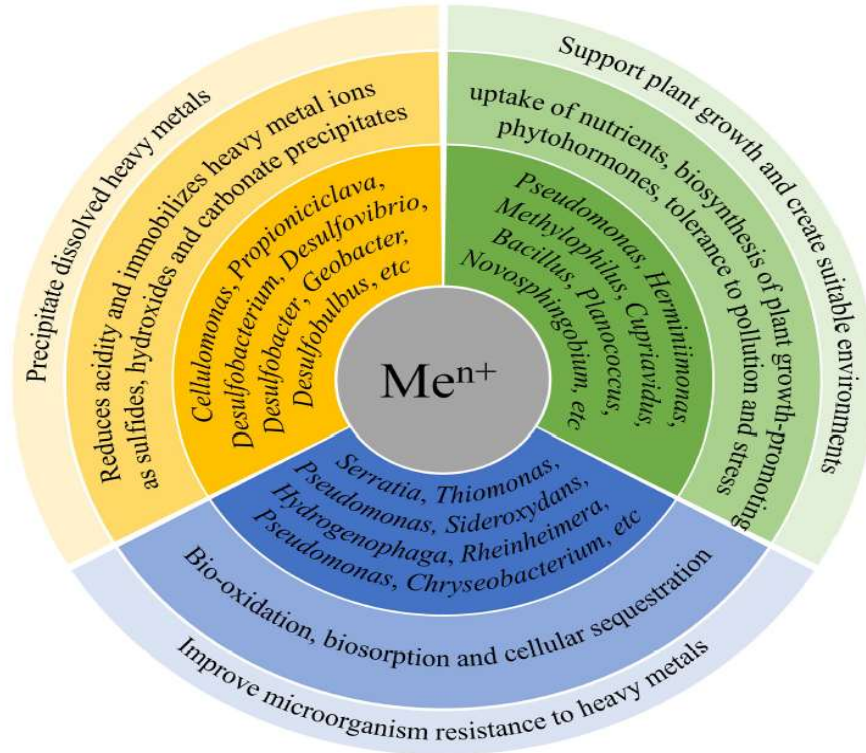 Precipitate dissolved heavy metals
Reduces acidity and immobilizes heavy metal ions
as sulfides, hydroxides and carbonate precipitates
Cellulomonas, Propioniciclava,
Desulfobacterium, Desulfovibrio,
Desulfobacter, Geobacter,
Desulfobulbus, etc
Support plant growth and create suitable environments
uptake of nutrients, biosynthesis of plant growth-promoting
phytohormones, tolerance to pollution and stress
Pseudomonas, Herminiimonas,
Methylophilus, Cupriavidus,
Bacillus, Planococcus,
Novosphingobium, etc
Meⁿ⁺
Serratia, Thiomonas,
Pseudomonas, Sideroxydans,
Hydrogenophaga, Rheinheimera,
Pseudomonas, Chryseobacterium, etc
Bio-oxidation, biosorption and cellular sequestration
Improve microorganism resistance to heavy metals